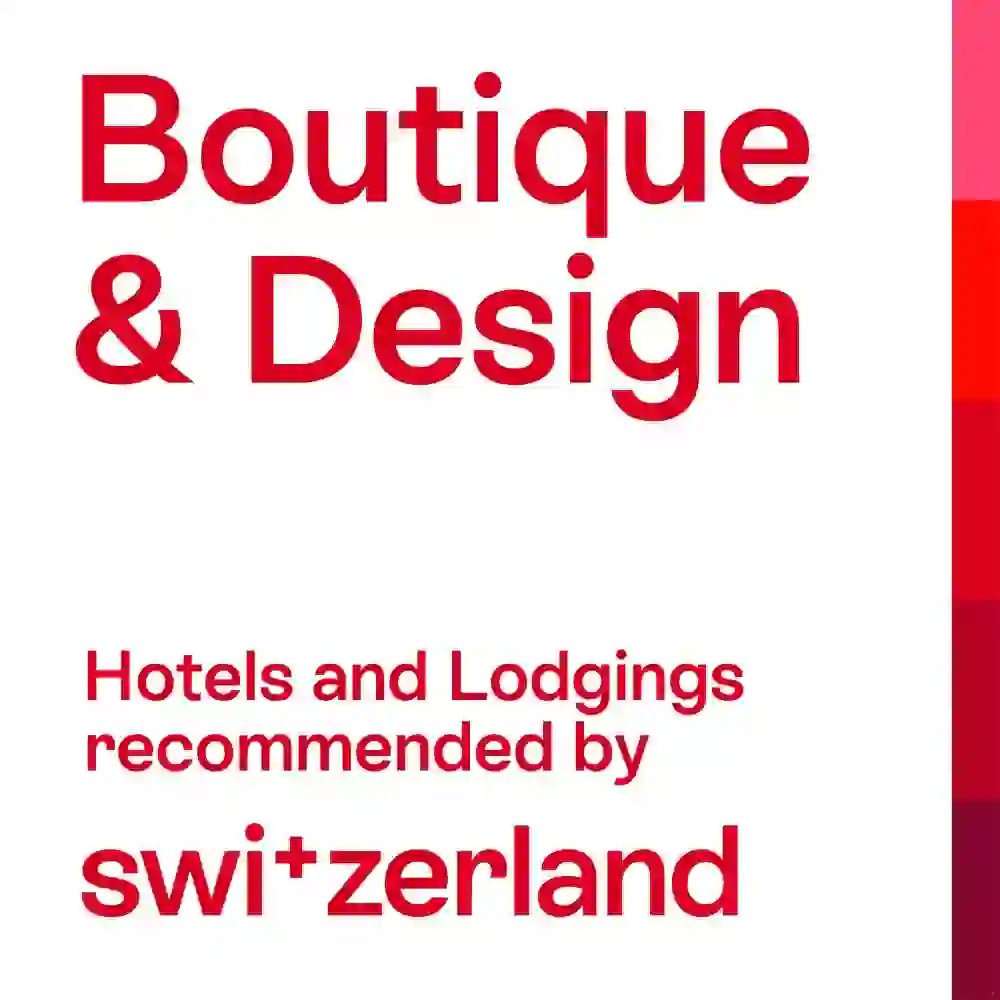 Boutique
& Design
Hotels and Lodgings
recommended by
swi+zerland